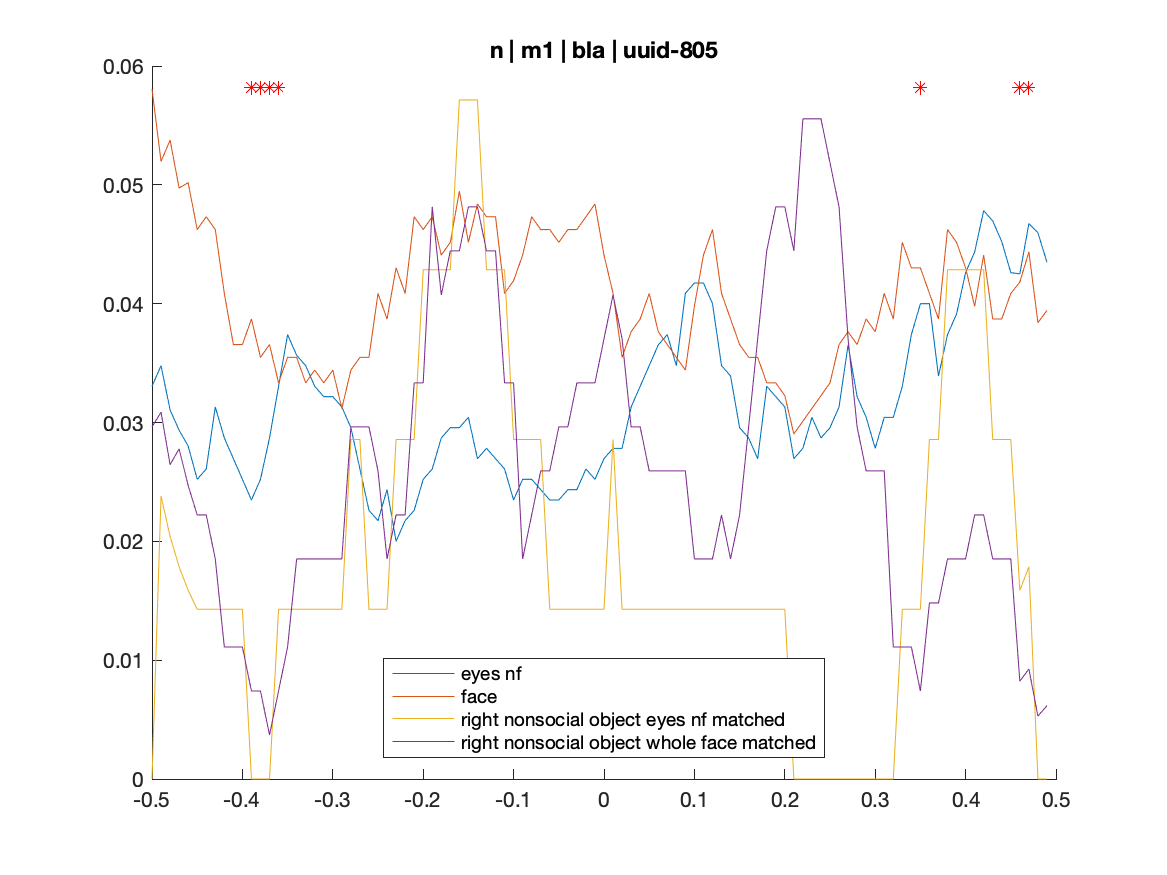 n | m1 | bla | uuid-805
0.06
0.05
0.04
0.03
0.02
0.01
0
-0.5 -0.4 -0.3 -0.2 -0.1 0 0.1 0.2 0.3 0.4 0.5
eyes nf
face
right nonsocial object eyes nf matched
right nonsocial object whole face matched